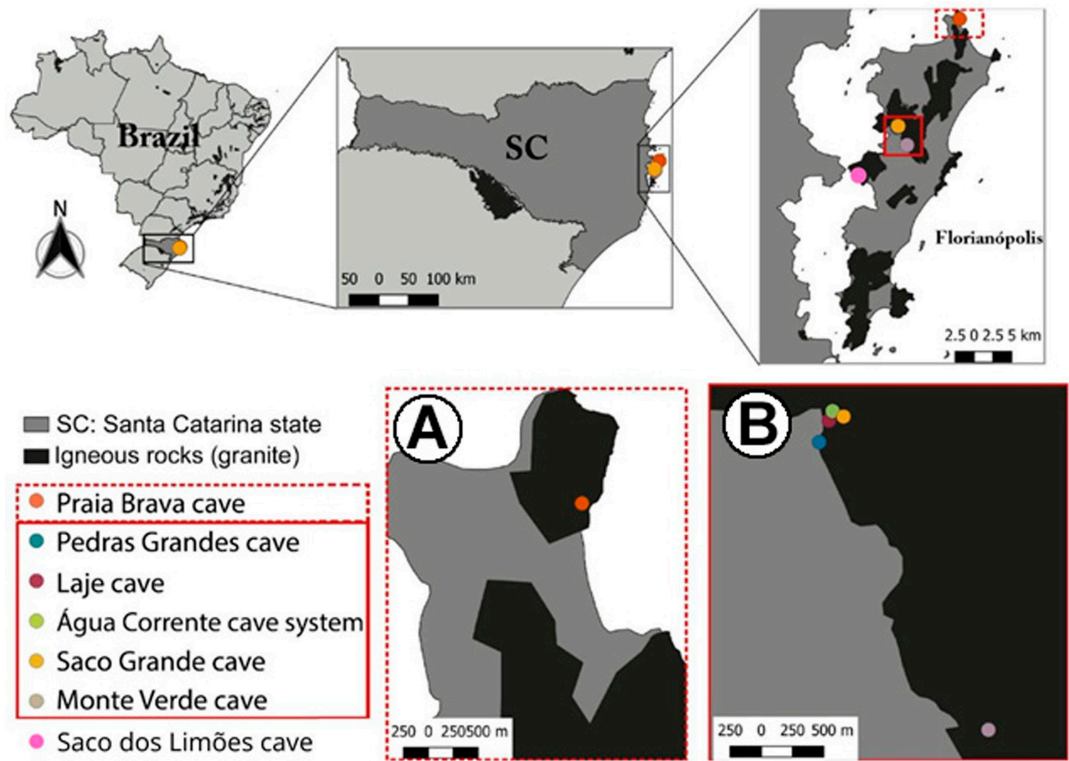 Brazil
N
SC
50 0 50 100 km
Florianópolis
2.5 0 2.5 5 km
SC: Santa Catarina state
Igneous rocks (granite)
Praia Brava cave
Pedras Grandes cave
Laje cave
Água Corrente cave system
Saco Grande cave
Monte Verde cave
Saco dos Limões cave
A
250 0 250500 m
B
250 0 250 500 m